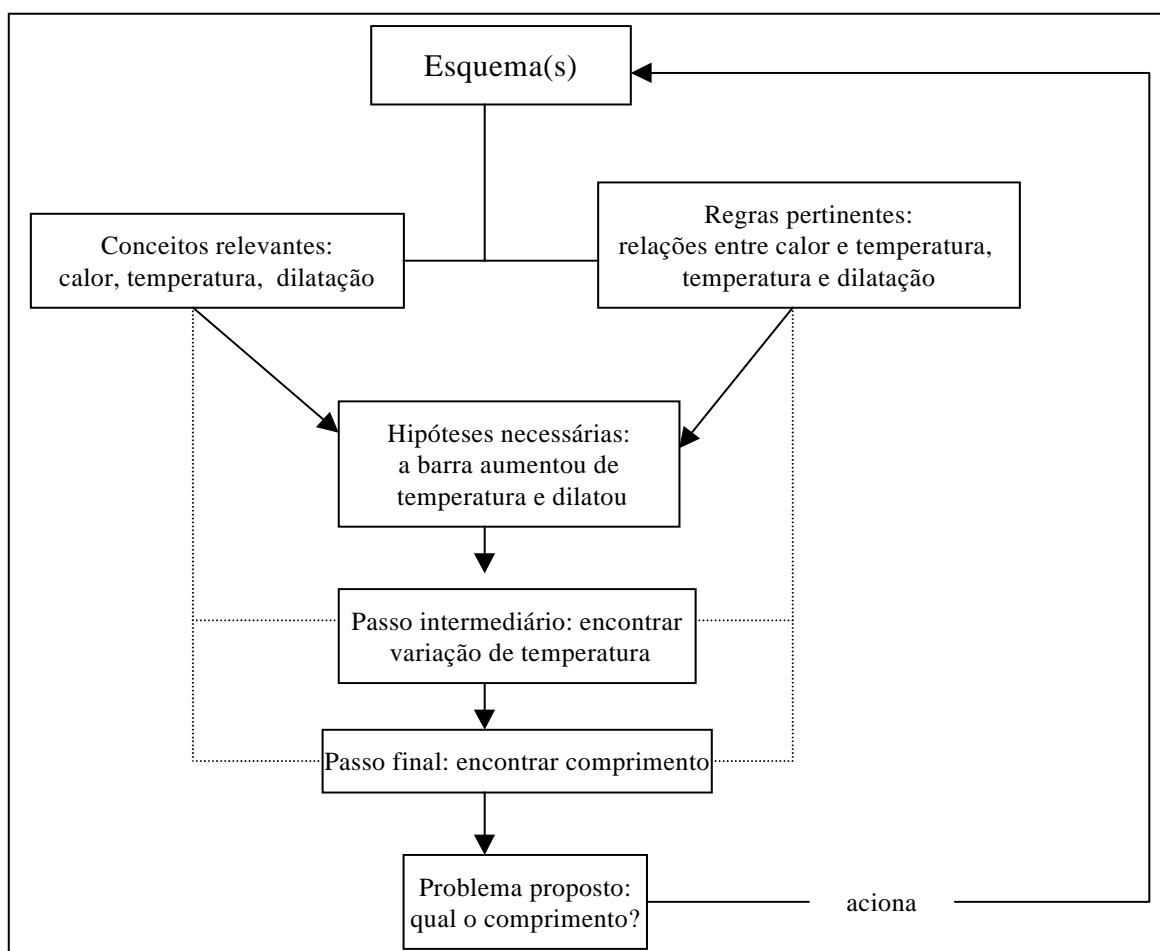 Esquema(s)
Conceitos relevantes:
calor, temperatura, dilatação
Regras pertinentes:
relações entre calor e temperatura,
temperatura e dilatação
Hipóteses necessárias:
a barra aumentou de
temperatura e dilatou
Passo intermediário: encontrar
variação de temperatura
Passo final: encontrar comprimento
Problema proposto:
qual o comprimento?
aciona